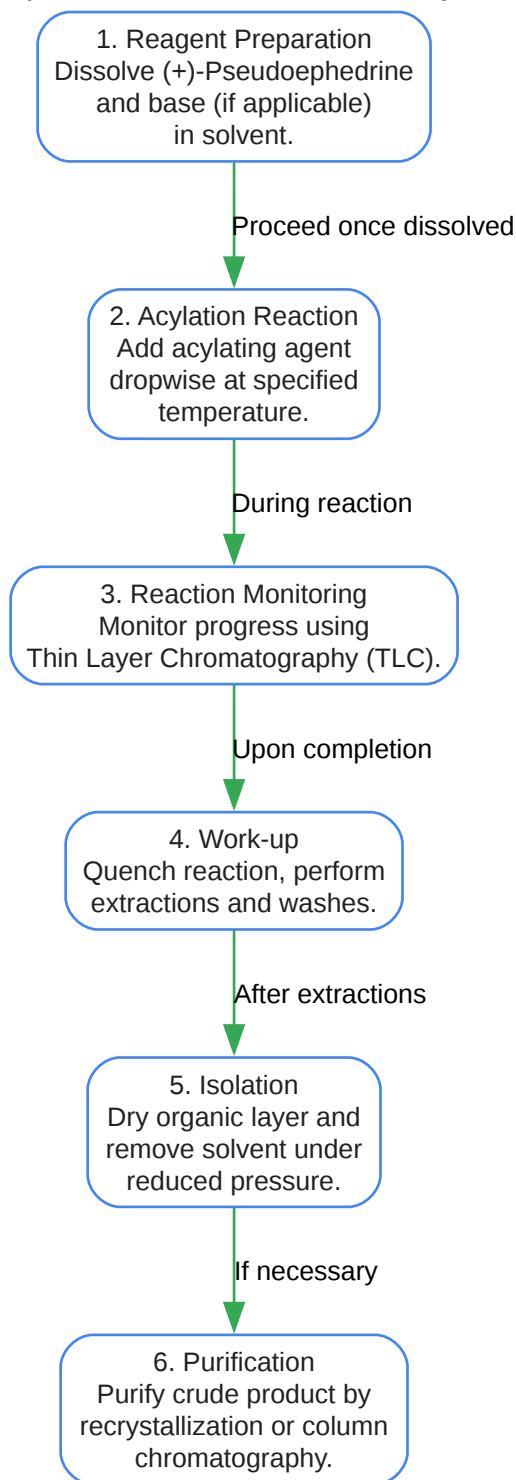 1. Reagent Preparation
Dissolve (+)-Pseudoephedrine
and base (if applicable)
in solvent.
Proceed once dissolved
2. Acylation Reaction
Add acylating agent
dropwise at specified
temperature.
During reaction
3. Reaction Monitoring
Monitor progress using
Thin Layer Chromatography (TLC).
Upon completion
4. Work-up
Quench reaction, perform
extractions and washes.
After extractions
5. Isolation
Dry organic layer and
remove solvent under
reduced pressure.
If necessary
6. Purification
Purify crude product by
recrystallization or column
chromatography.